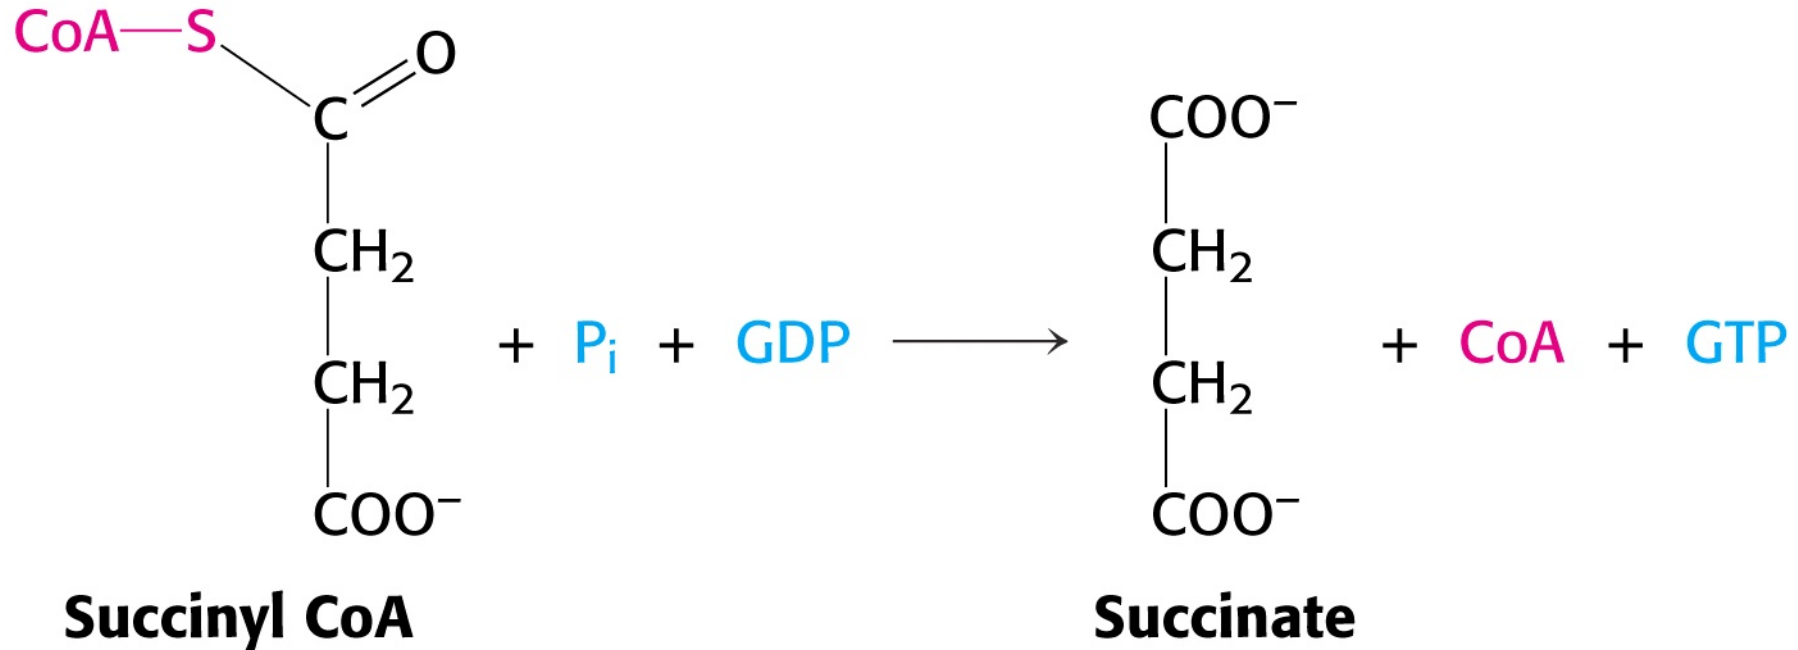 CoA—S
O
C
COO⁻
CH₂
CH₂
+ Pᵢ + GDP
+ CoA + GTP
CH₂
CH₂
COO⁻
COO⁻
Succinyl CoA
Succinate